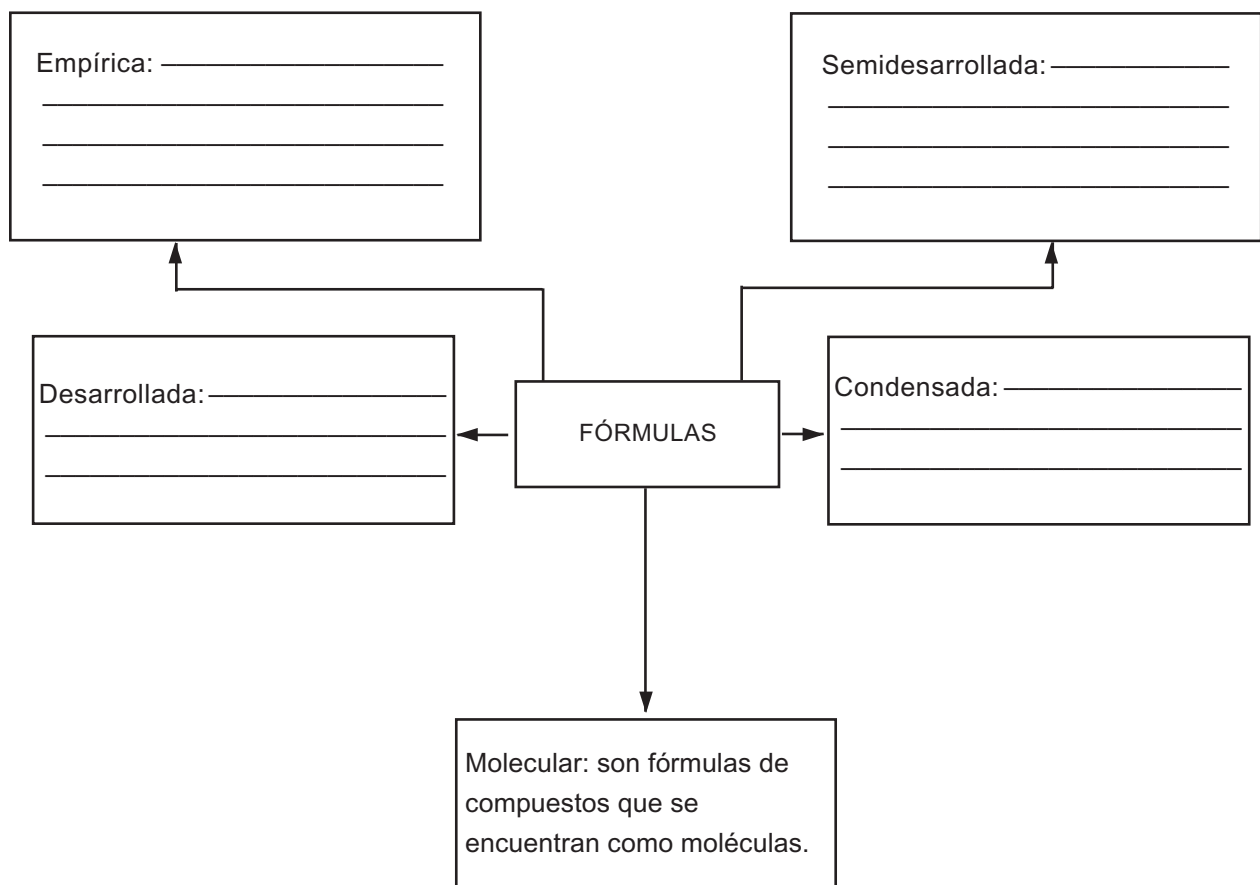 Empírica:
Semidesarrollada:
Desarrollada:
FÓRMULAS
Condensada:
Molecular: son fórmulas de
compuestos que se
encuentran como moléculas.